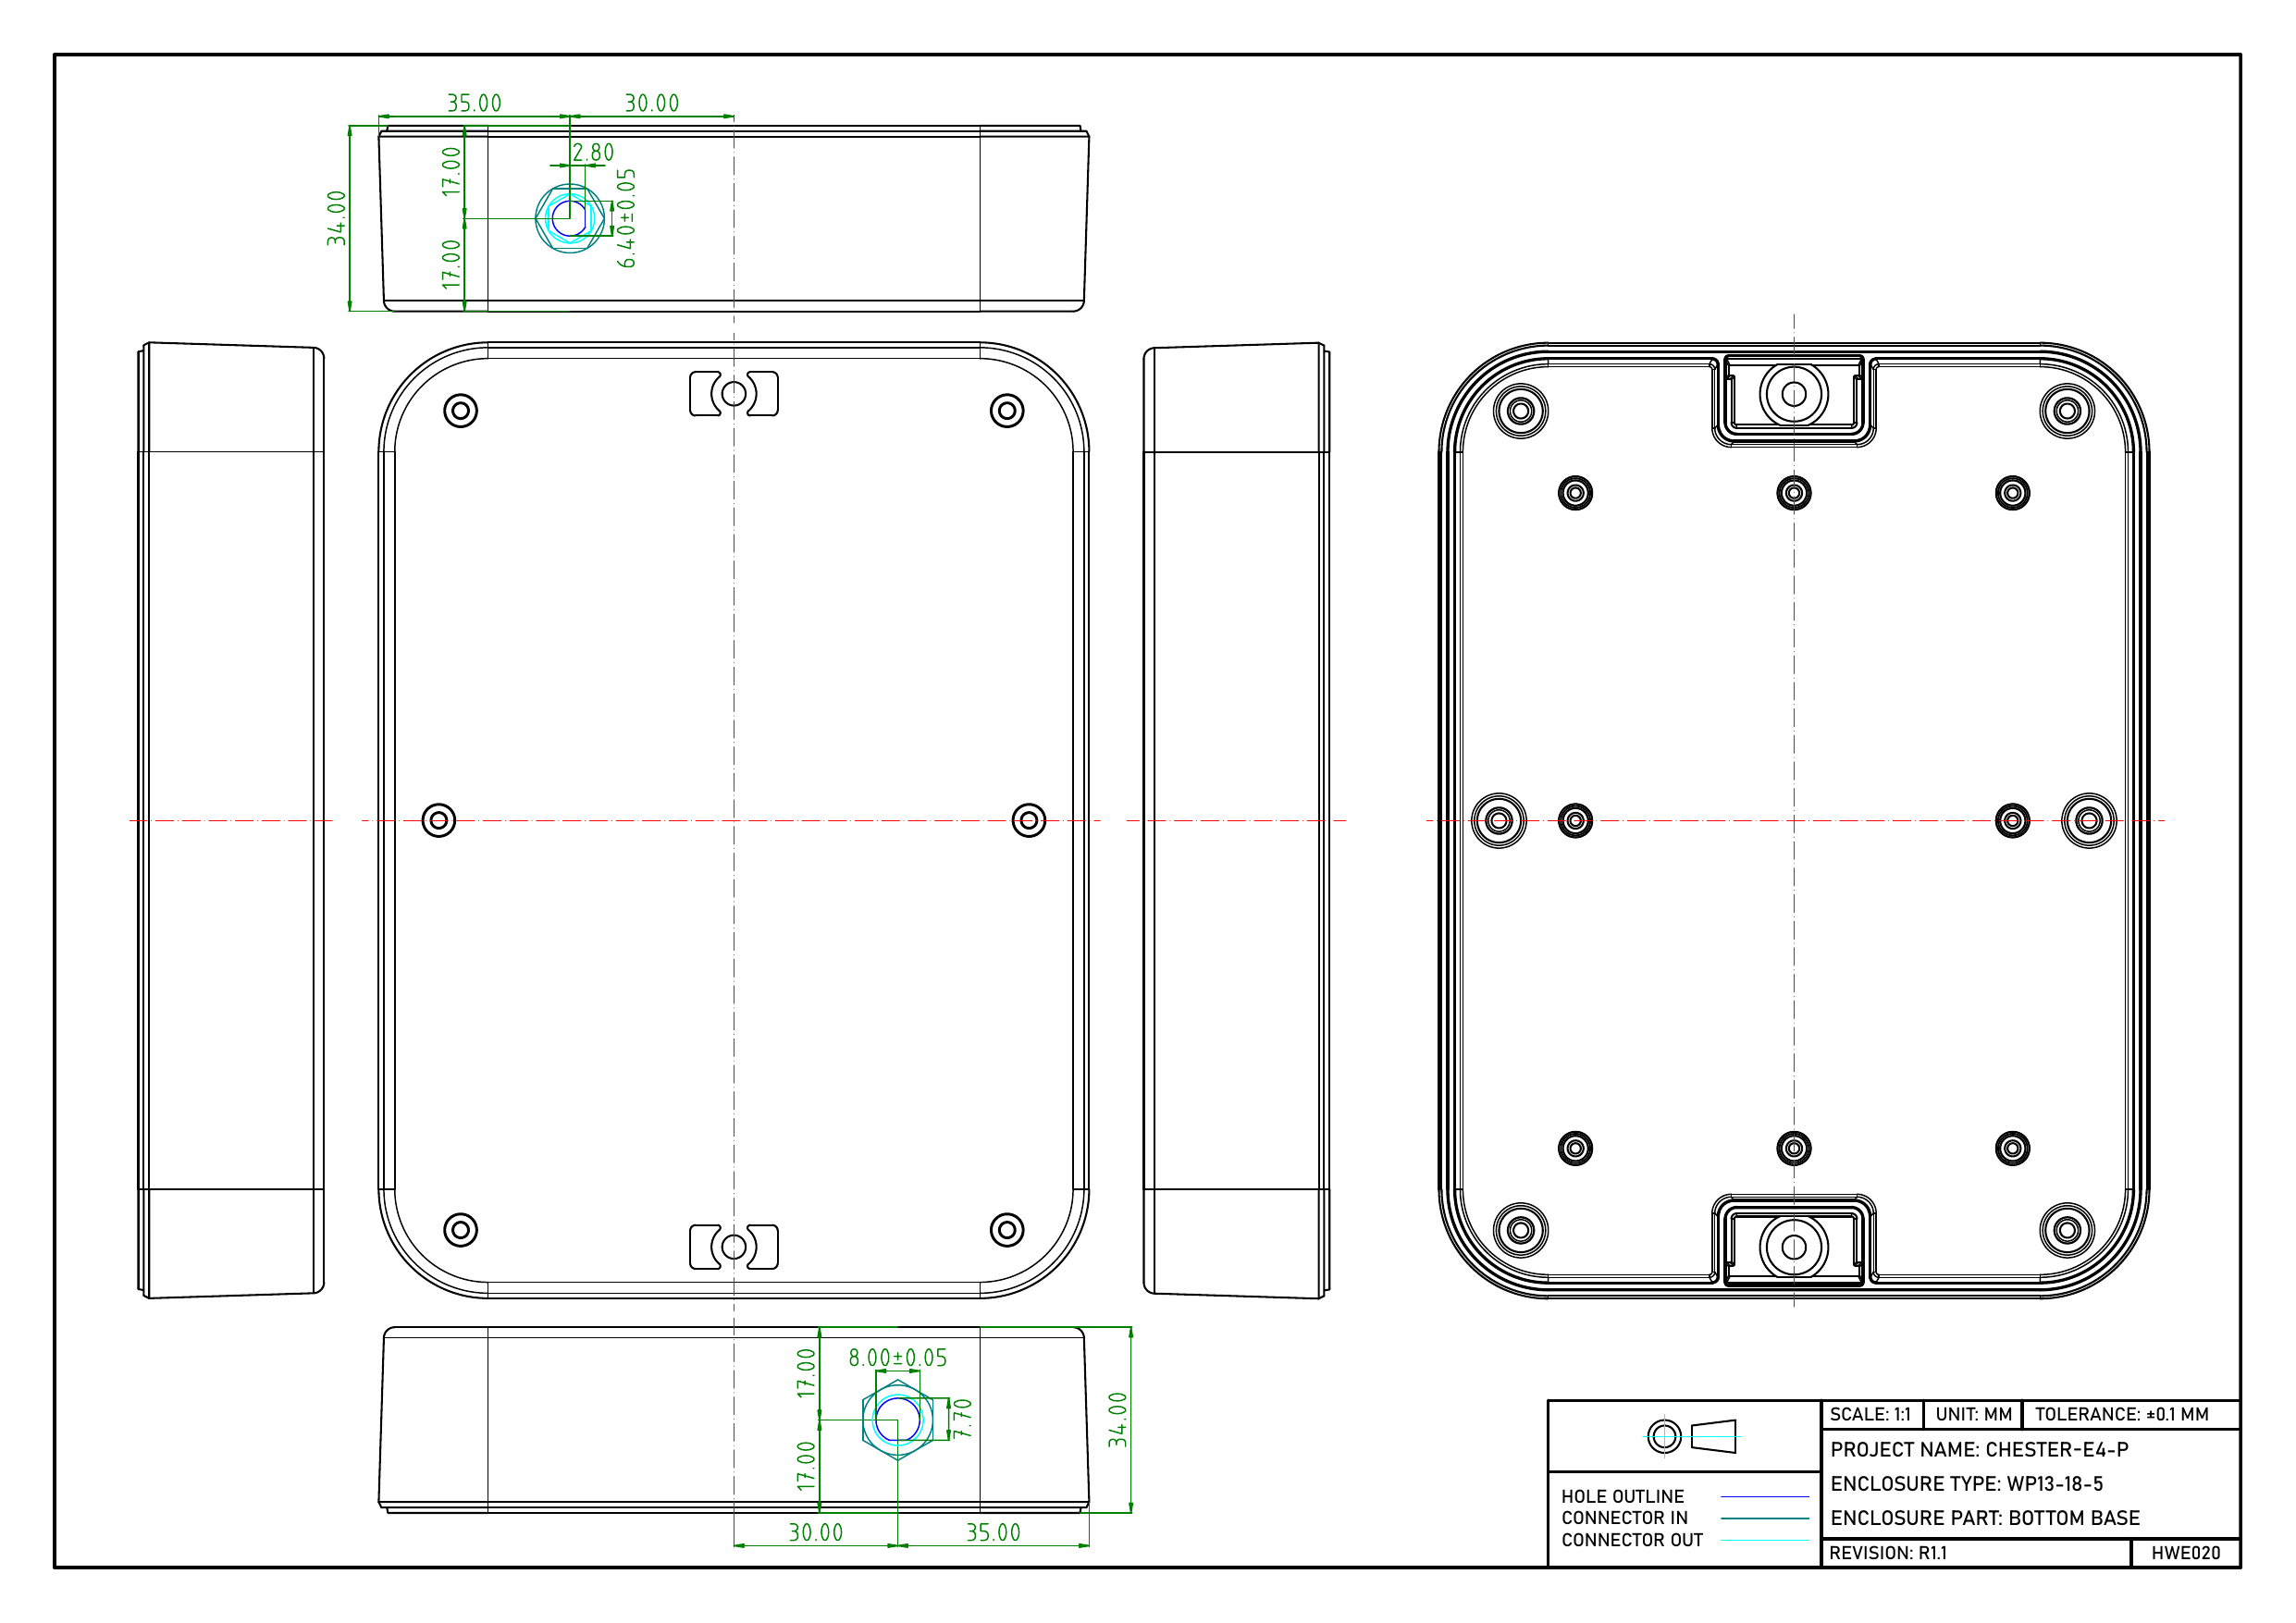 35.00
30.00
2.80
17.00
6.40±0.05
34.00
17.00
17.00
8.00±0.05
7.70
34.00
17.00
30.00
35.00
SCALE: 1:1
UNIT: MM
TOLERANCE: ±0.1 MM
PROJECT NAME: CHESTER-E4-P
ENCLOSURE TYPE: WP13-18-5
HOLE OUTLINE
CONNECTOR IN
ENCLOSURE PART: BOTTOM BASE
CONNECTOR OUT
REVISION: R1.1
HWE020